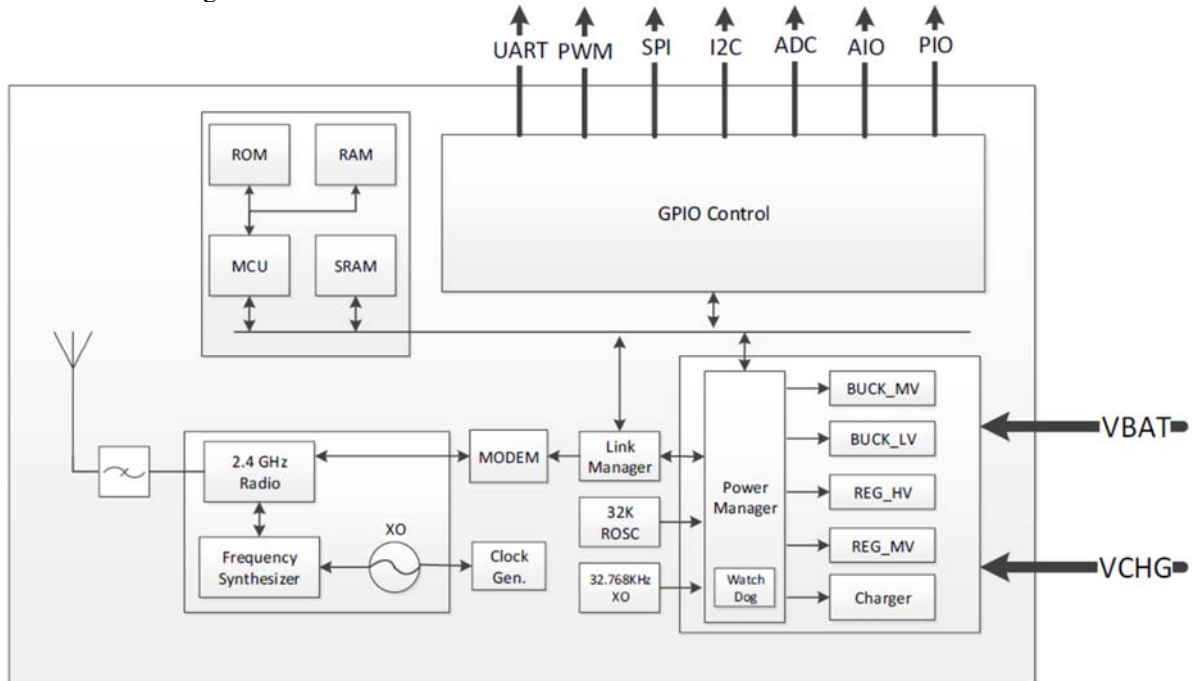 UART PWM SPI I2C ADC AIO PIO
ROM
RAM
GPIO Control
MCU
SRAM
BUCK_MV
VBAT
BUCK_LV
2.4 GHz
Radio
MODEM
Link
Manager
Power
Manager
REG_HV
32K
ROSC
XO
REG_MV
Frequency
Synthesizer
Clock
Gen.
32.768KHz
XO
Watch
Dog
Charger
VCHG